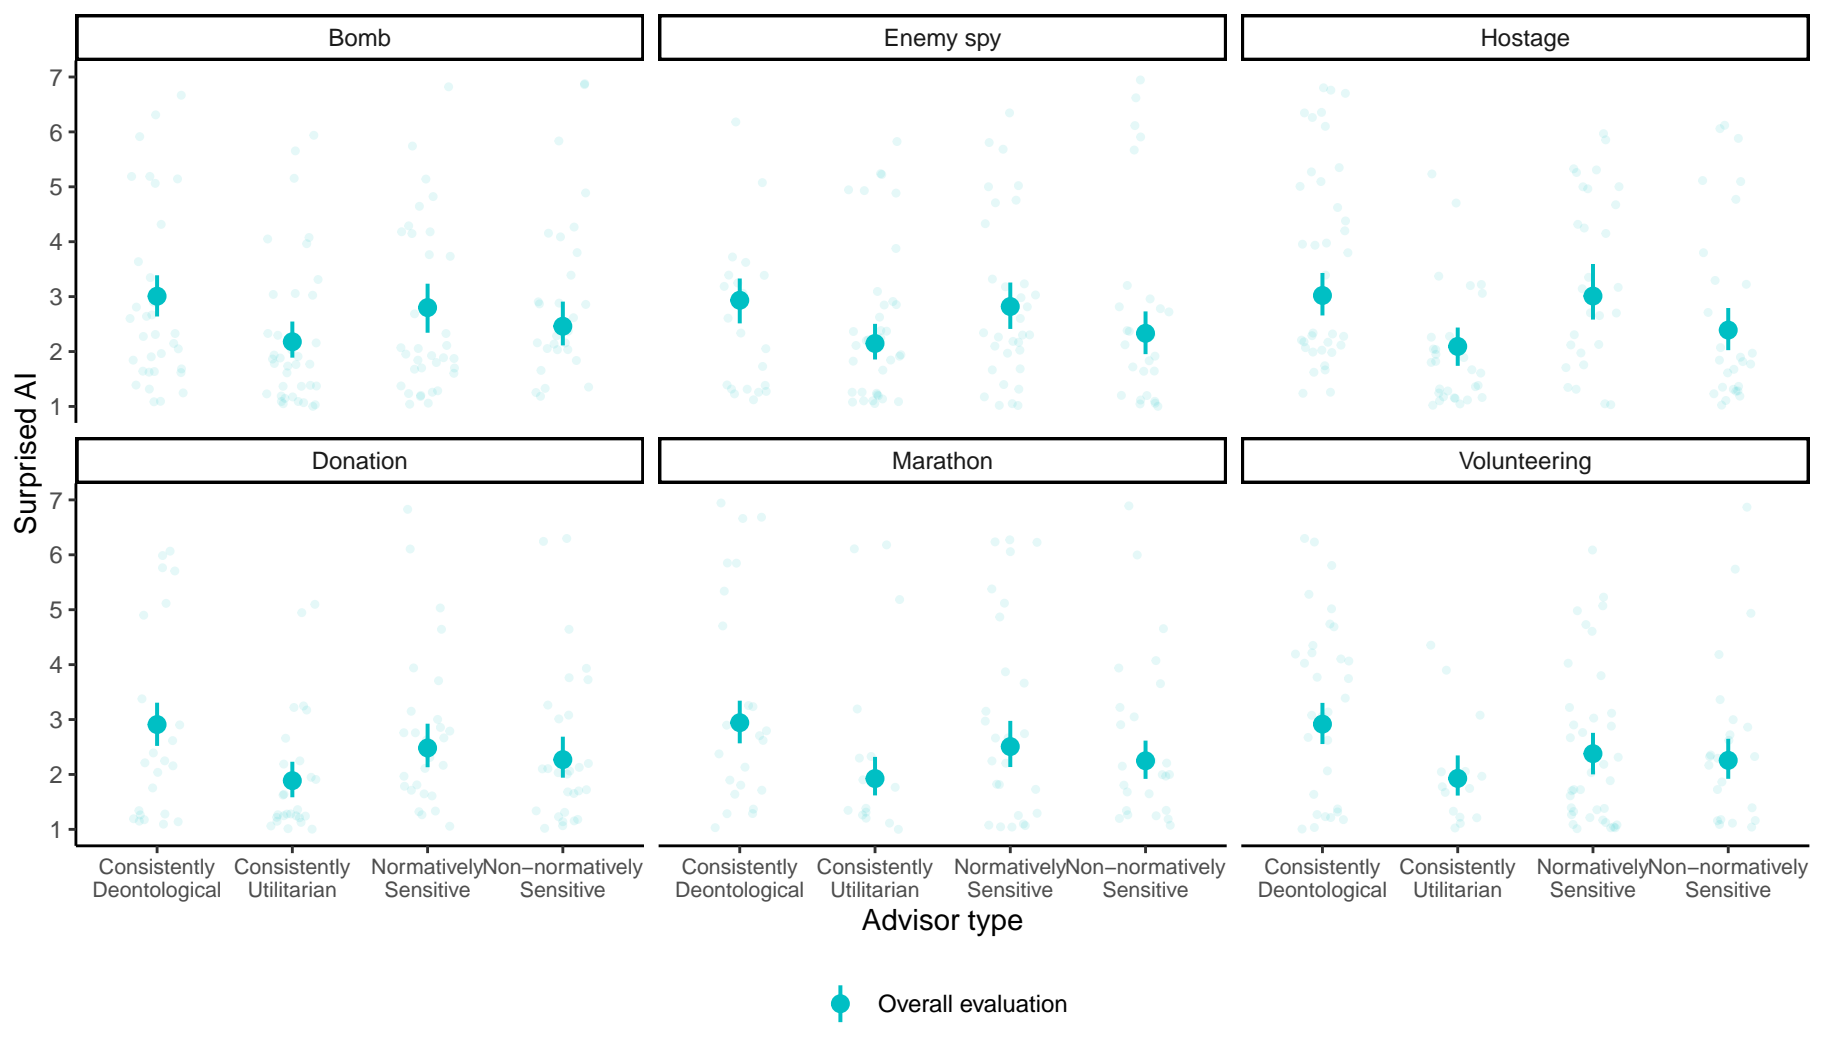 Bomb
Enemy spy
Hostage
7
6
5
4
3
2
1
Surprised AI
Donation
Marathon
Volunteering
7
6
5
4
3
2
1
Consistently Deontological
Consistently Utilitarian
Normatively Sensitive
Non−normatively Sensitive
Consistently Deontological
Consistently Utilitarian
Normatively Sensitive
Non−normatively Sensitive
Consistently Deontological
Consistently Utilitarian
Normatively Sensitive
Non−normatively Sensitive
Advisor type
Overall evaluation